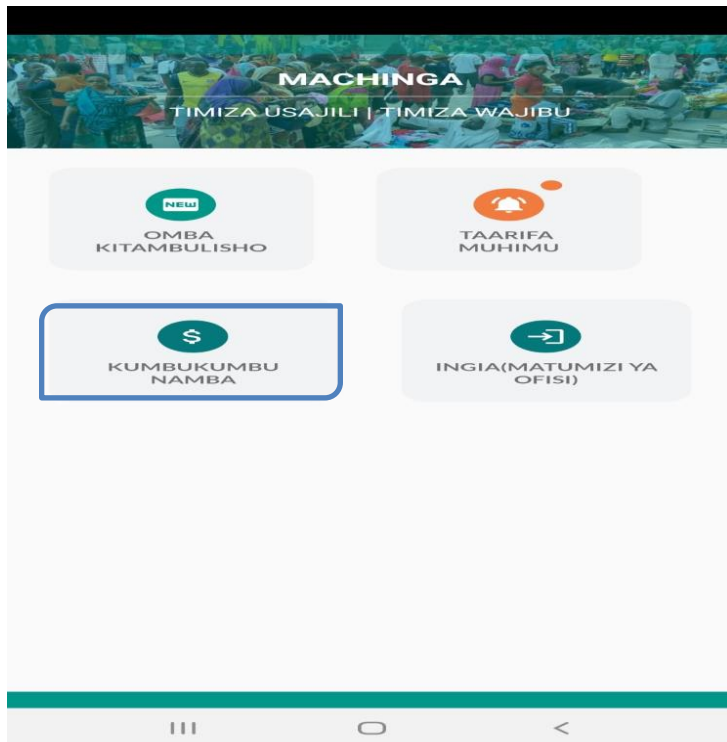 MACHINGA
TIMIZA USAJILI | TIMIZA WAJIBU
NEW
OMBA
KITAMBULISHO
TAARIFA
MUHIMU
$
KUMBUKUMBU
NAMBA
INGIA(MATUMIZI YA
OFISI)